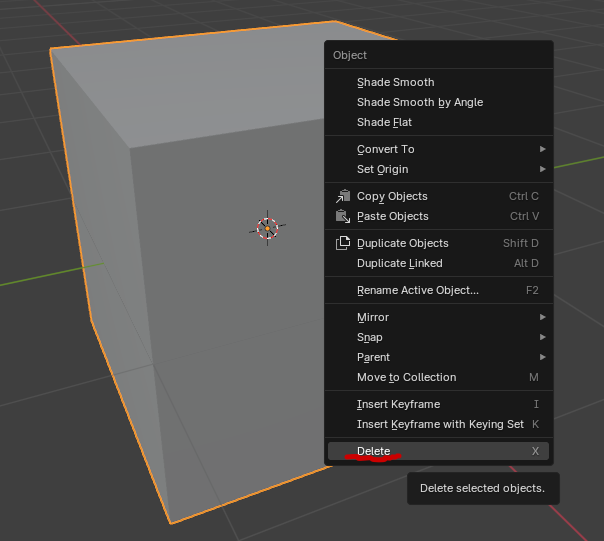 Object
Shade Smooth
Shade Smooth by Angle
Shade Flat
Convert To
Set Origin
Copy Objects Ctrl C
Paste Objects Ctrl V
Duplicate Objects Shift D
Duplicate Linked Alt D
Rename Active Object... F2
Mirror
Snap
Parent
Move to Collection M
Insert Keyframe I
Insert Keyframe with Keying Set K
Delete X
Delete selected objects.